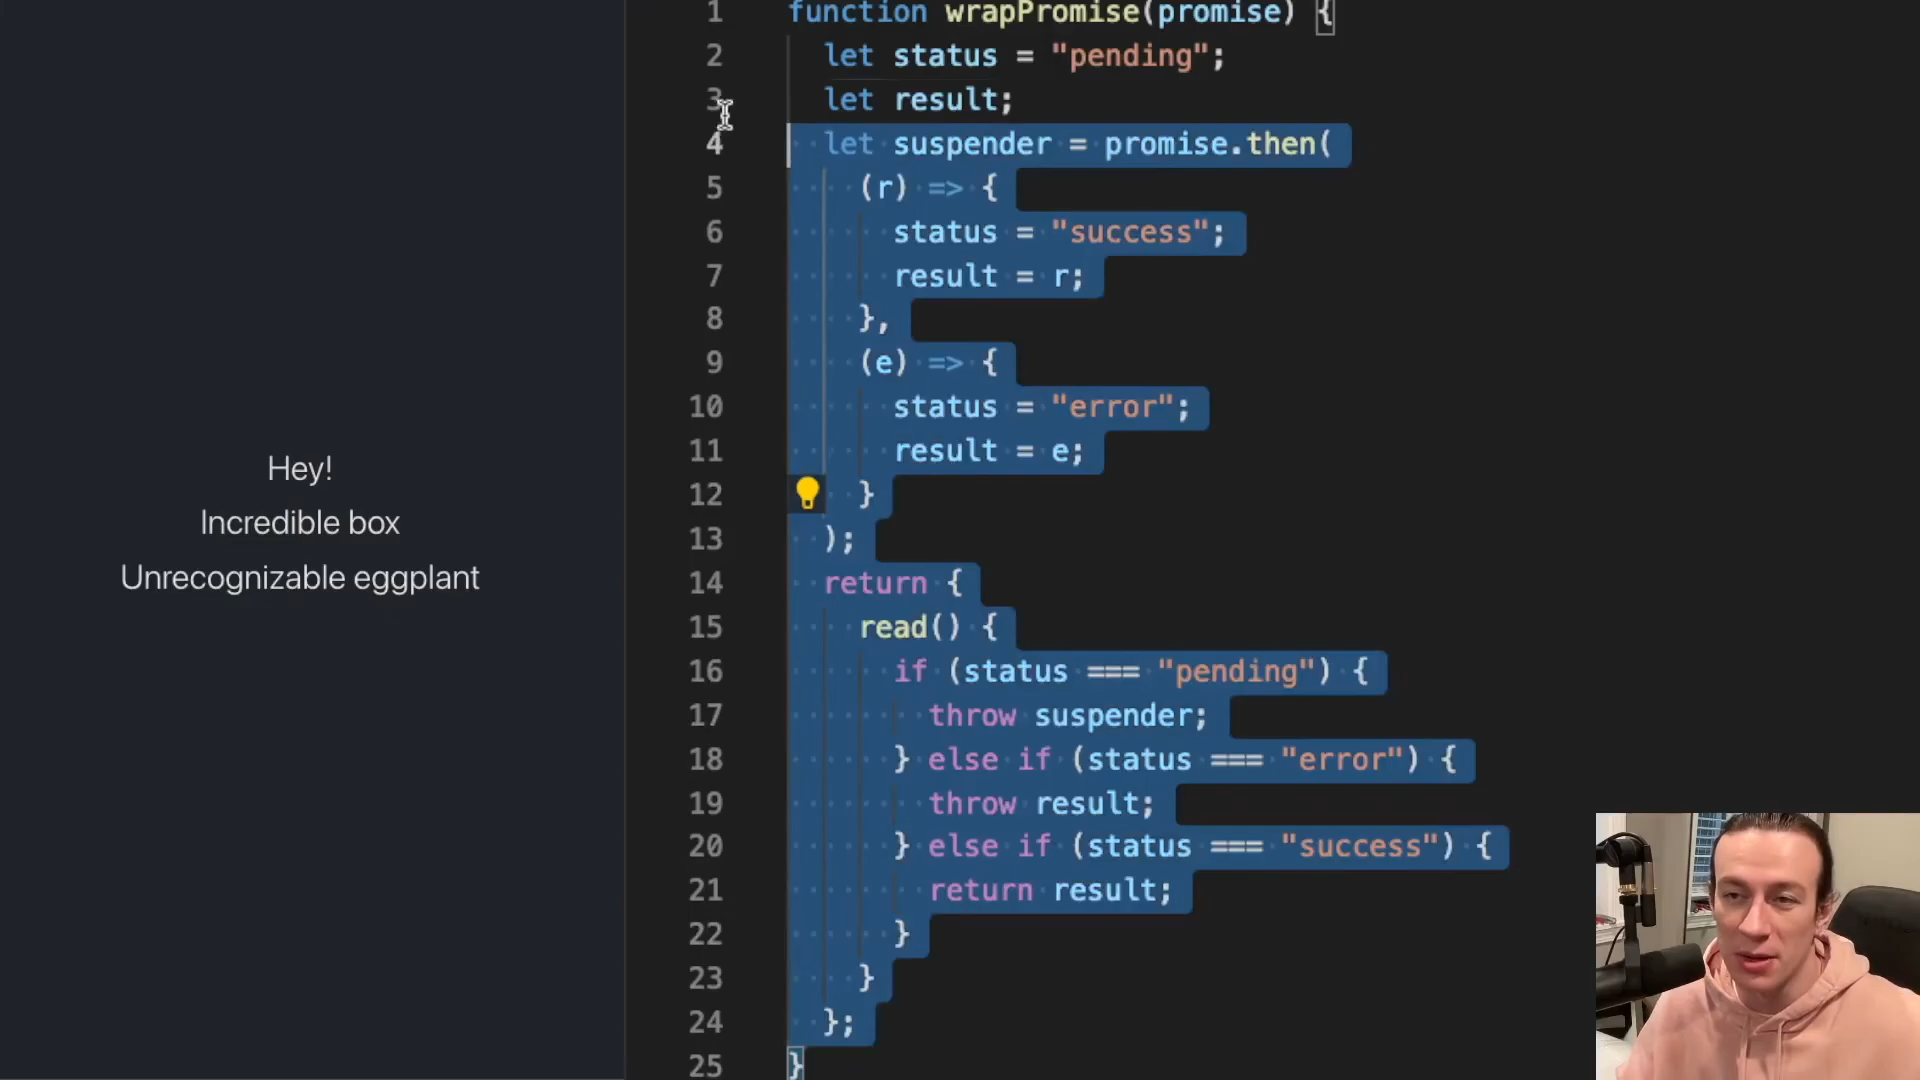 Hey!
Incredible box
Unrecognizable eggplant
1 function wrapPromise(promise) {
2 let status = "pending";
3 let result;
4 let suspender = promise.then(
5 (r) => {
6 status = "success";
7 result = r;
8 },
9 (e) => {
10 status = "error";
11 result = e;
12 }
13 );
14 return {
15 read() {
16 if (status === "pending") {
17 throw suspender;
18 } else if (status === "error") {
19 throw result;
20 } else if (status === "success") {
21 return result;
22 }
23 }
24 };
25 }